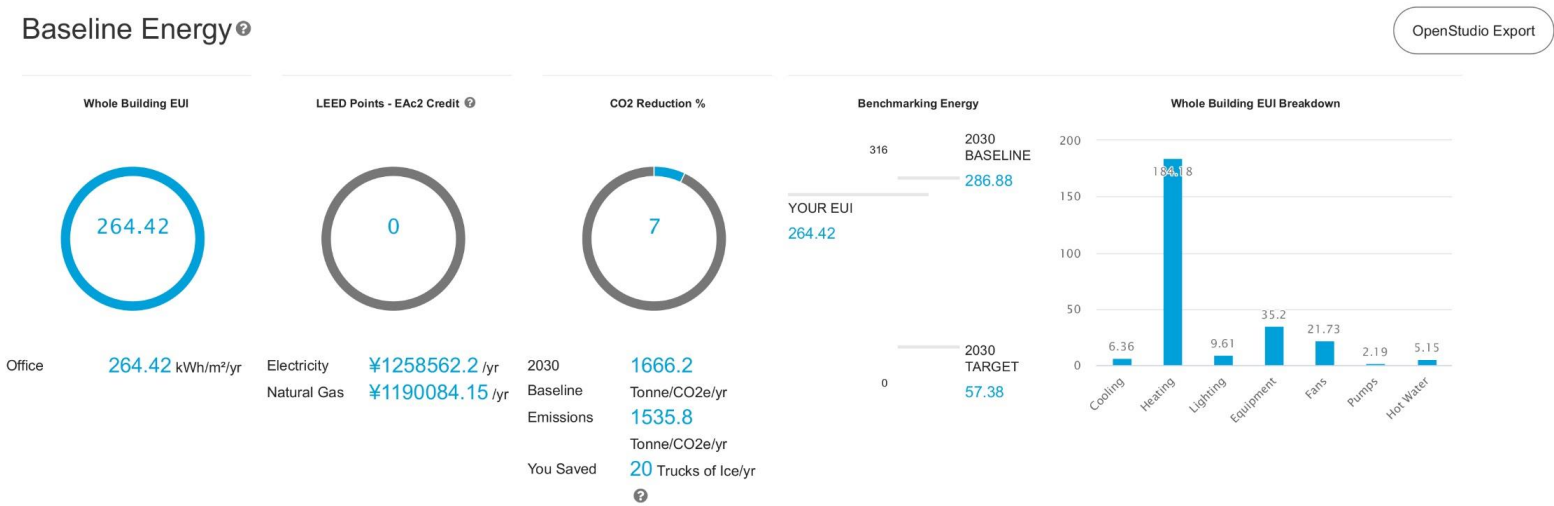 Baseline Energy ?
OpenStudio Export
Whole Building EUI
264.42
Office 264.42 kWh/m²/yr
LEED Points - EAc2 Credit ?
0
Electricity ¥1258562.2 /yr
Natural Gas ¥1190084.15 /yr
CO2 Reduction %
7
2030 1666.2
Baseline Tonne/CO2e/yr
Emissions 1535.8
Tonne/CO2e/yr
You Saved 20 Trucks of Ice/yr
?
Benchmarking Energy
316
2030
BASELINE
286.88
YOUR EUI
264.42
2030
TARGET
57.38
0
Whole Building EUI Breakdown
200
150
100
50
0
6.36
184.18
9.61
35.2
21.73
2.19
5.15
Cooling
Heating
Lighting
Equipment
Fans
Pumps
Hot Water